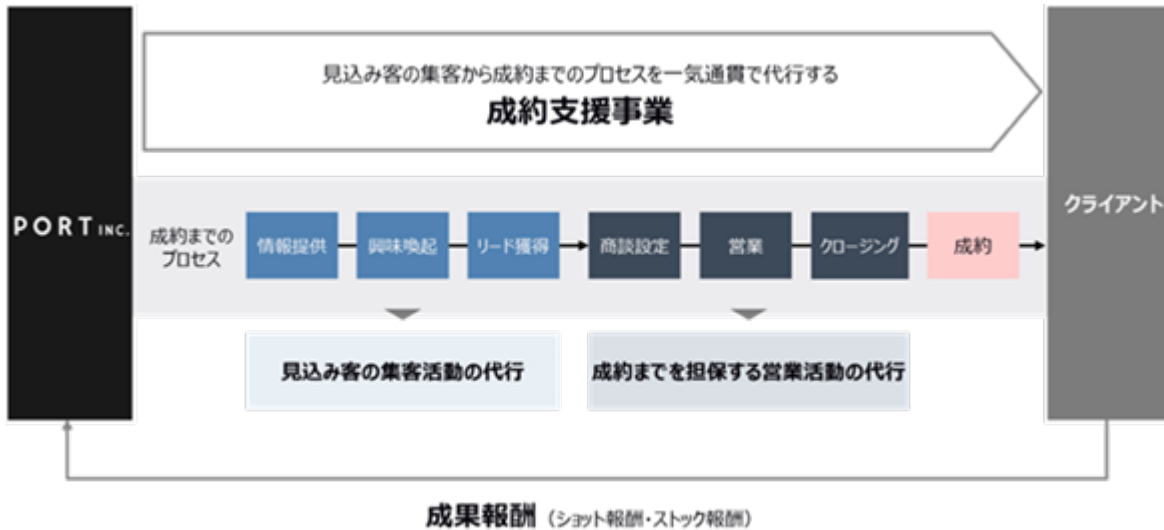 見込み客の集客から成約までのプロセスを一気通貫で代行する
成約支援事業
PORT INC.
クライアント
成約までの
プロセス
情報提供
興味喚起
リード獲得
商談設定
営業
クロージング
成約
見込み客の集客活動の代行
成約までを担保する営業活動の代行
成果報酬（ショット報酬・ストック報酬）